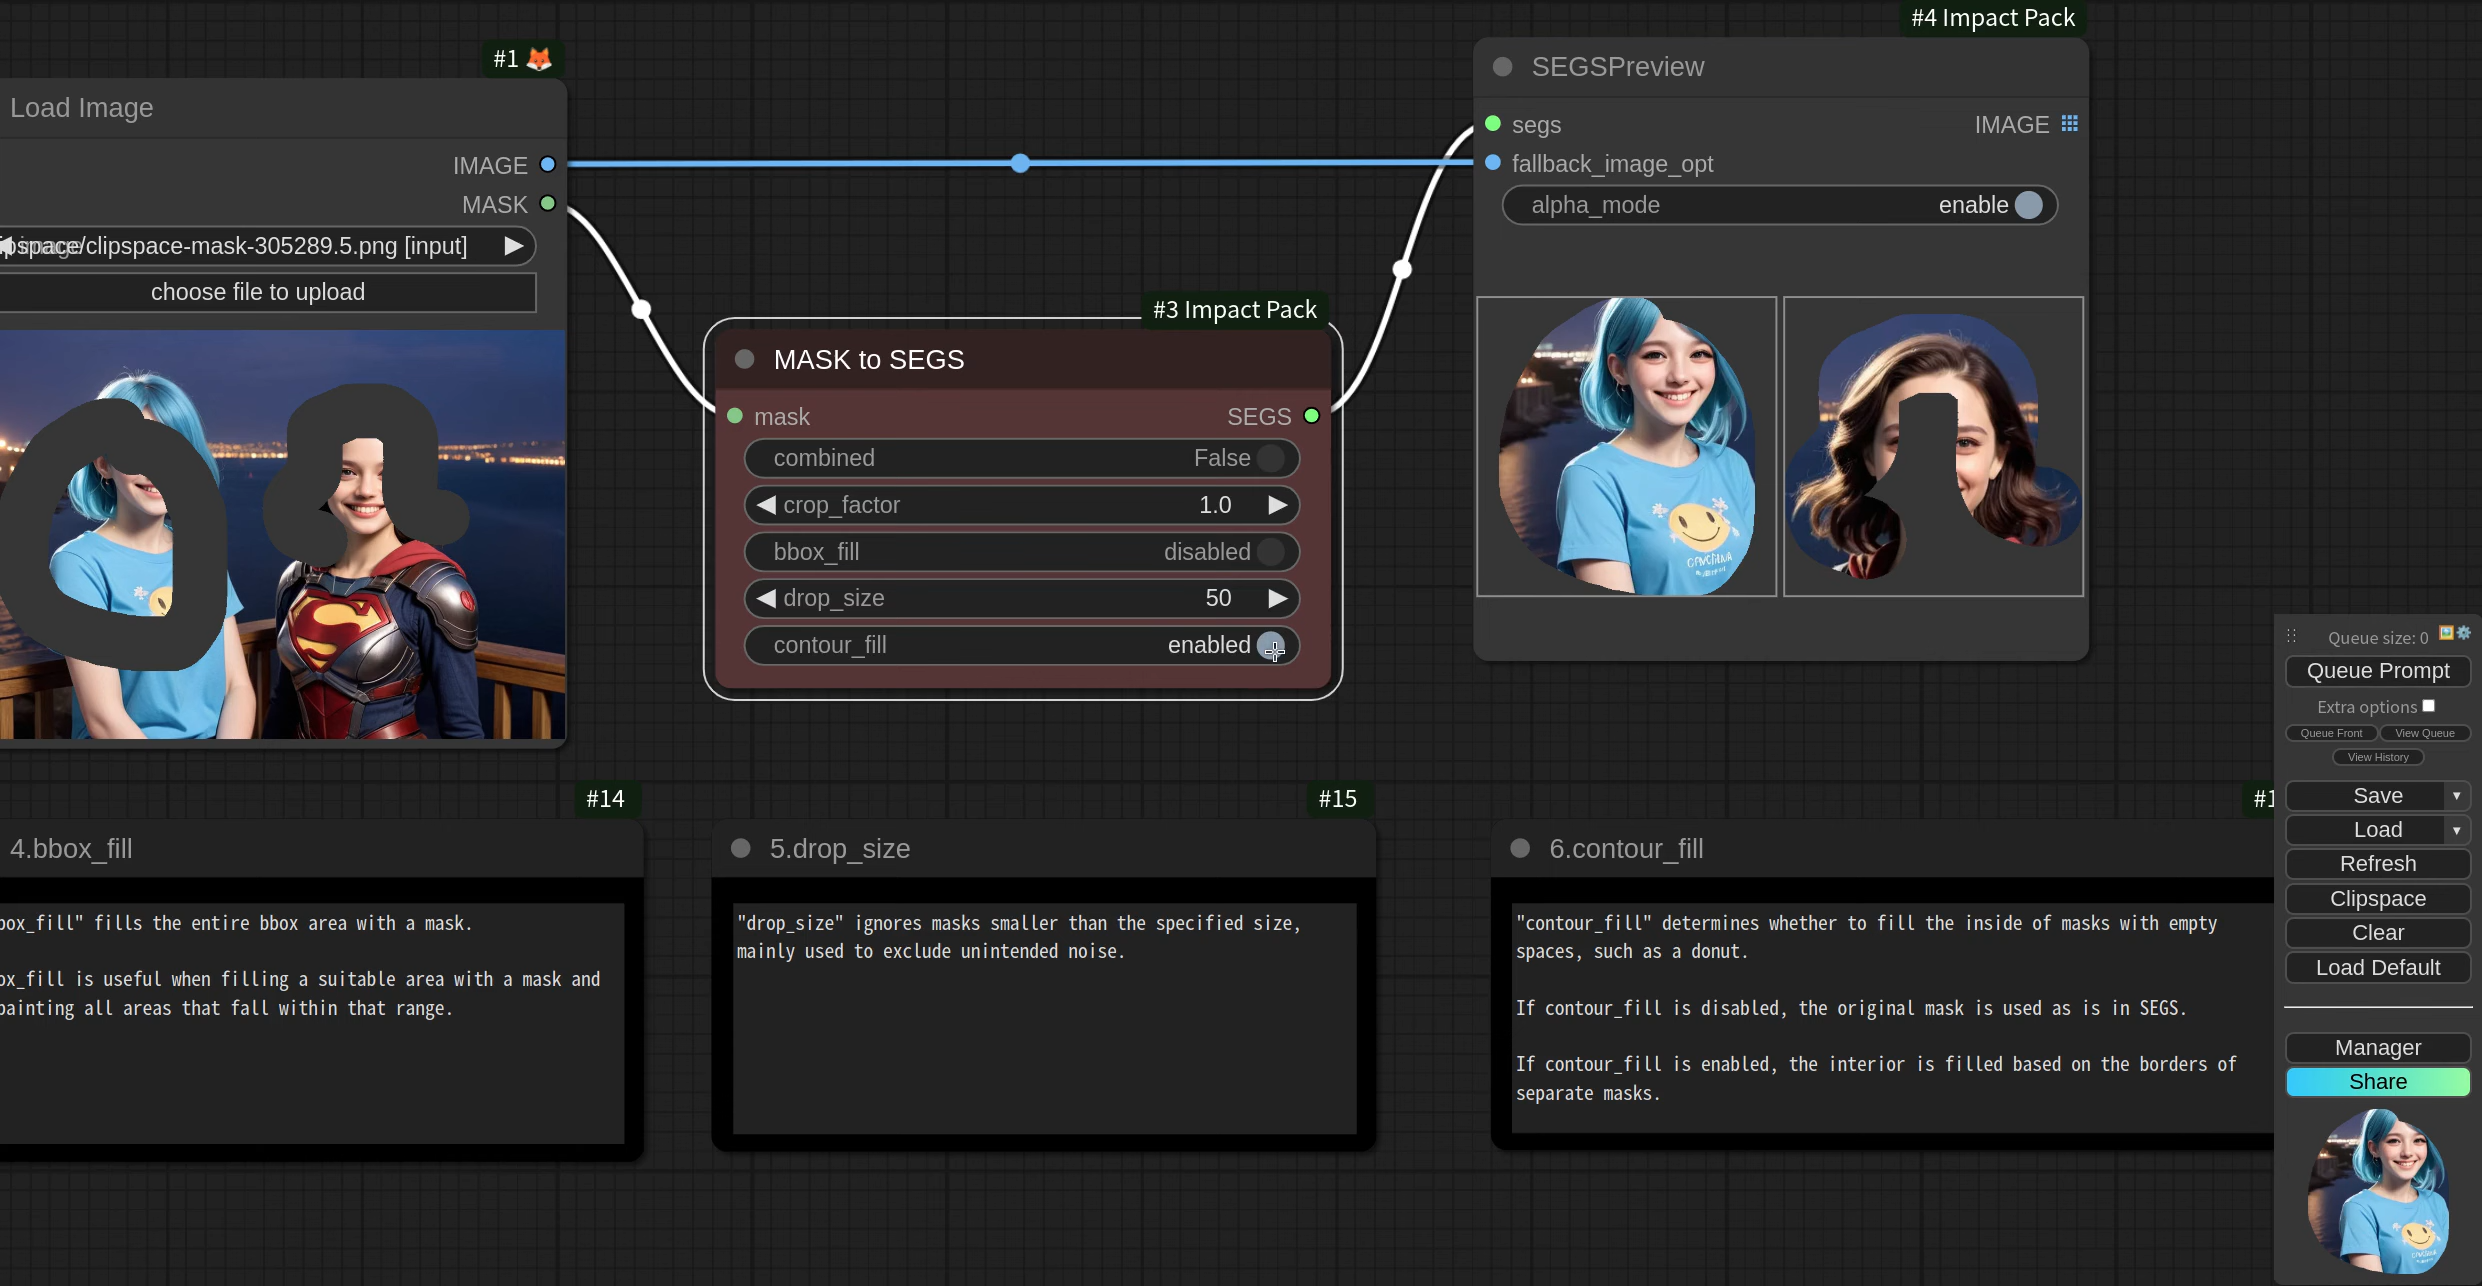 #4 Impact Pack
#1
SEGSPreview
Load Image
segs
IMAGE
IMAGE
fallback_image_opt
MASK
alpha_mode
enable
/clipspace-mask-305289.5.png [input]
choose file to upload
#3 Impact Pack
MASK to SEGS
mask
SEGS
combined
False
crop_factor
1.0
bbox_fill
disabled
drop_size
50
contour_fill
enabled
Queue size: 0
Queue Prompt
Extra options
Queue Front
View Queue
View History
Save
Load
Refresh
Clipspace
Clear
Load Default
Manager
Share
#14
#15
#1
4.bbox_fill
5.drop_size
6.contour_fill
box_fill" fills the entire bbox area with a mask.
ox_fill is useful when filling a suitable area with a mask and
painting all areas that fall within that range.
"drop_size" ignores masks smaller than the specified size,
mainly used to exclude unintended noise.
"contour_fill" determines whether to fill the inside of masks with empty
spaces, such as a donut.
If contour_fill is disabled, the original mask is used as is in SEGS.
If contour_fill is enabled, the interior is filled based on the borders of
separate masks.